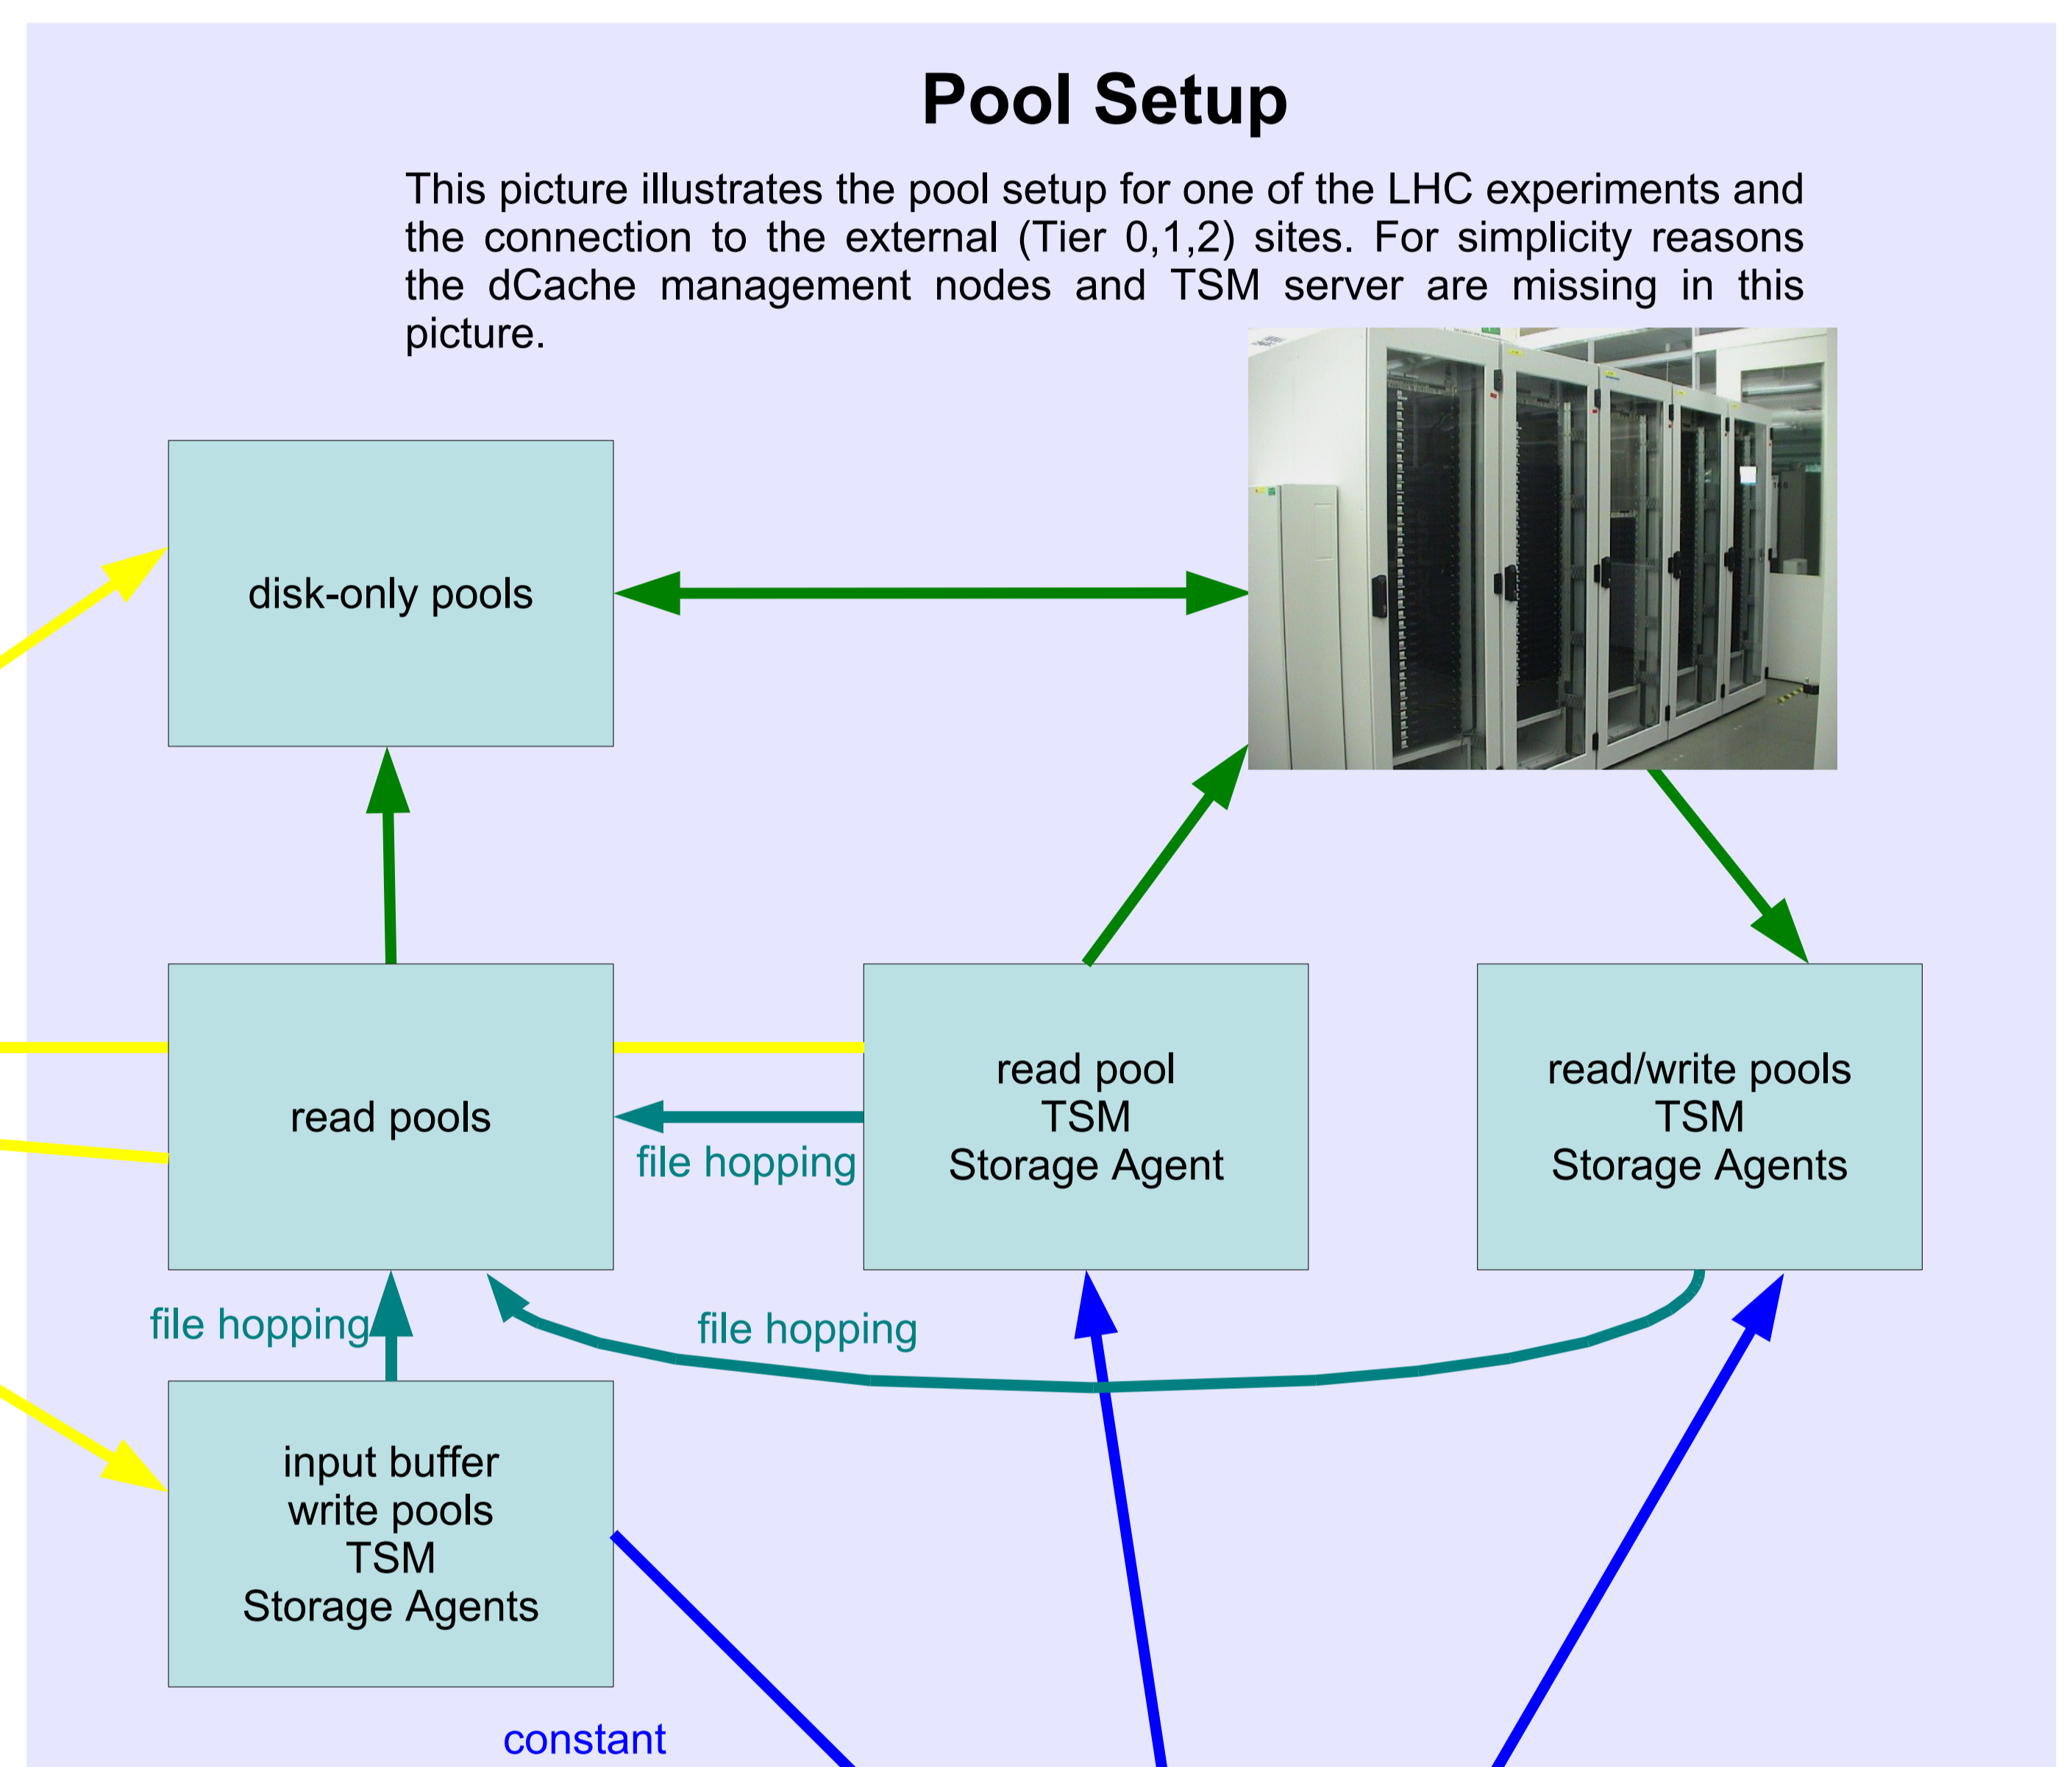 Pool Setup
This picture illustrates the pool setup for one of the LHC experiments and
the connection to the external (Tier 0,1,2) sites. For simplicity reasons
the dCache management nodes and TSM server are missing in this
picture.
disk-only pools
read pools
read pool
TSM
Storage Agent
read/write pools
TSM
Storage Agents
file hopping
file hopping
file hopping
input buffer
write pools
TSM
Storage Agents
constant